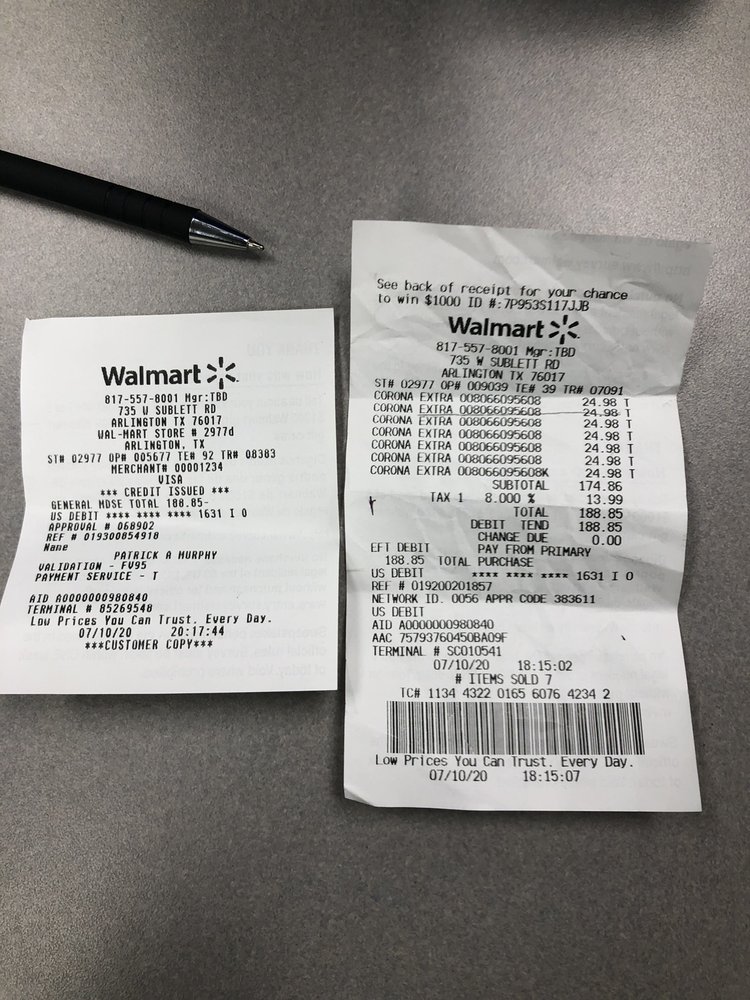 Walmart
817-557-8001 Mgr:TBD
735 W SUBLETT RD
ARLINGTON TX 76017
WAL-MART STORE # 2977d
ARLINGTON, TX
ST# 02977 OP# 005677 TE# 92 TR# 08383
MERCHANT# 00001234
VISA
*** CREDIT ISSUED ***
GENERAL MDSE TOTAL 188.85-
US DEBIT **** **** **** 1631 I 0
APPROVAL # 068902
REF # 019300854918
Name
PATRICK A MURPHY
VALIDATION - FV95
PAYMENT SERVICE - T
AID A0000000980840
TERMINAL # 85269548
Low Prices You Can Trust. Every Day.
07/10/20 20:17:44
***CUSTOMER COPY***
See back of receipt for your chance
to win $1000 ID #:7P953S117JJB
Walmart
817-557-8001 Mgr:TBD
735 W SUBLETT RD
ARLINGTON TX 76017
ST# 02977 OP# 009039 TE# 39 TR# 07091
CORONA EXTRA 008066095608 24.98 T
CORONA EXTRA 008066095608 24.98 T
CORONA EXTRA 008066095608 24.98 T
CORONA EXTRA 008066095608 24.98 T
CORONA EXTRA 008066095608 24.98 T
CORONA EXTRA 008066095608 24.98 T
CORONA EXTRA 008066095608K 24.98 T
SUBTOTAL 174.86
TAX 1 8.000 % 13.99
TOTAL 188.85
DEBIT TEND 188.85
CHANGE DUE 0.00
EFT DEBIT PAY FROM PRIMARY
188.85 TOTAL PURCHASE
US DEBIT **** **** **** 1631 I 0
REF # 019200201857
NETWORK ID. 0056 APPR CODE 383611
US DEBIT
AID A0000000980840
AAC 75793760450BA09F
TERMINAL # SC010541
07/10/20 18:15:02
# ITEMS SOLD 7
TC# 1134 4322 0165 6076 4234 2
Low Prices You Can Trust. Every Day.
07/10/20 18:15:07